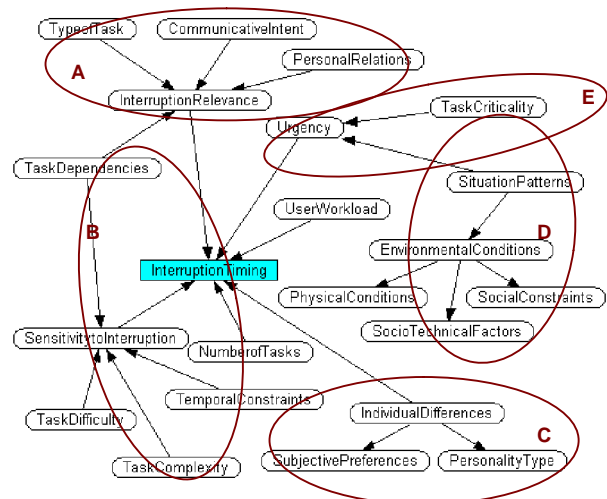 TypeofTask
CommunicativeIntent
A
PersonalRelations
InterruptionRelevance
E
TaskCriticality
Urgency
TaskDependencies
SituationPatterns
UserWorkload
B
D
EnvironmentalConditions
InterruptionTiming
PhysicalConditions
SocialConstraints
SocioTechnicalFactors
SensitivitytoInterruption
NumberofTasks
TemporalConstraints
TaskDifficulty
IndividualDifferences
C
SubjectivePreferences
PersonalityType
TaskComplexity